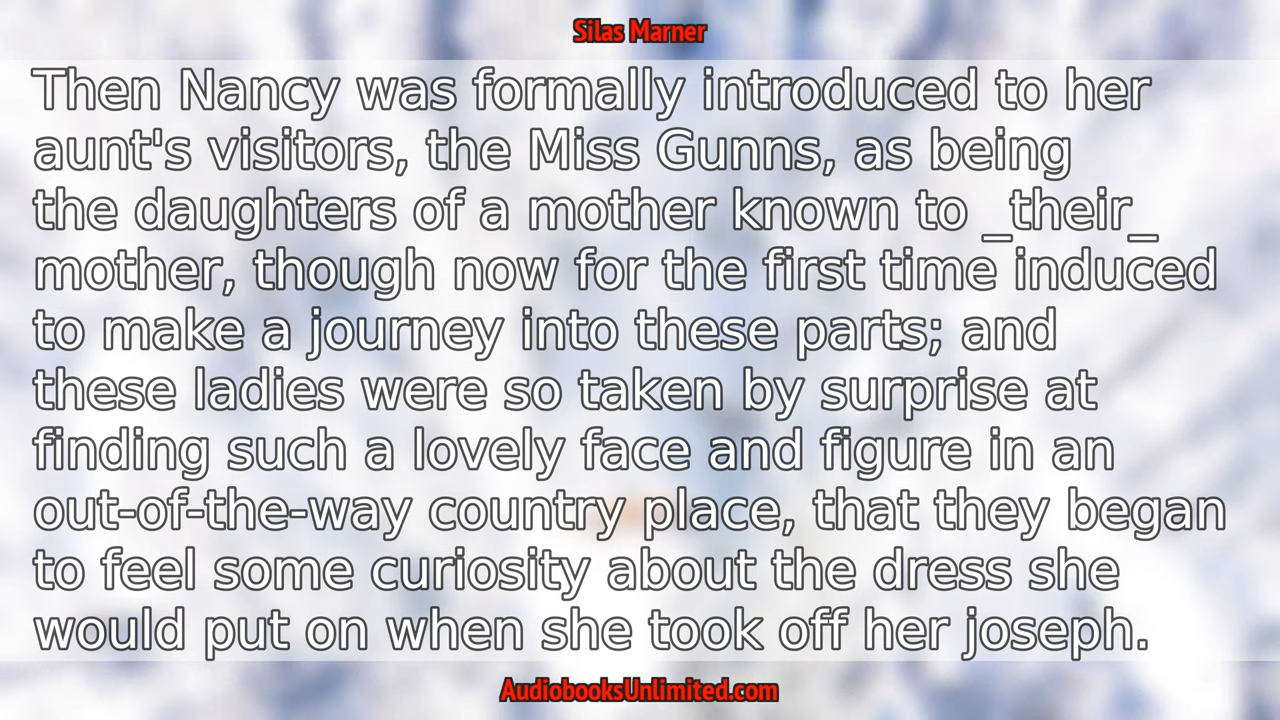 Silas Marner
Then Nancy was formally introduced to her
aunt's visitors, the Miss Gunns, as being
the daughters of a mother known to _their_
mother, though now for the first time induced
to make a journey into these parts; and
these ladies were so taken by surprise at
finding such a lovely face and figure in an
out-of-the-way country place, that they began
to feel some curiosity about the dress she
would put on when she took off her joseph.
AudiobooksUnlimited.com